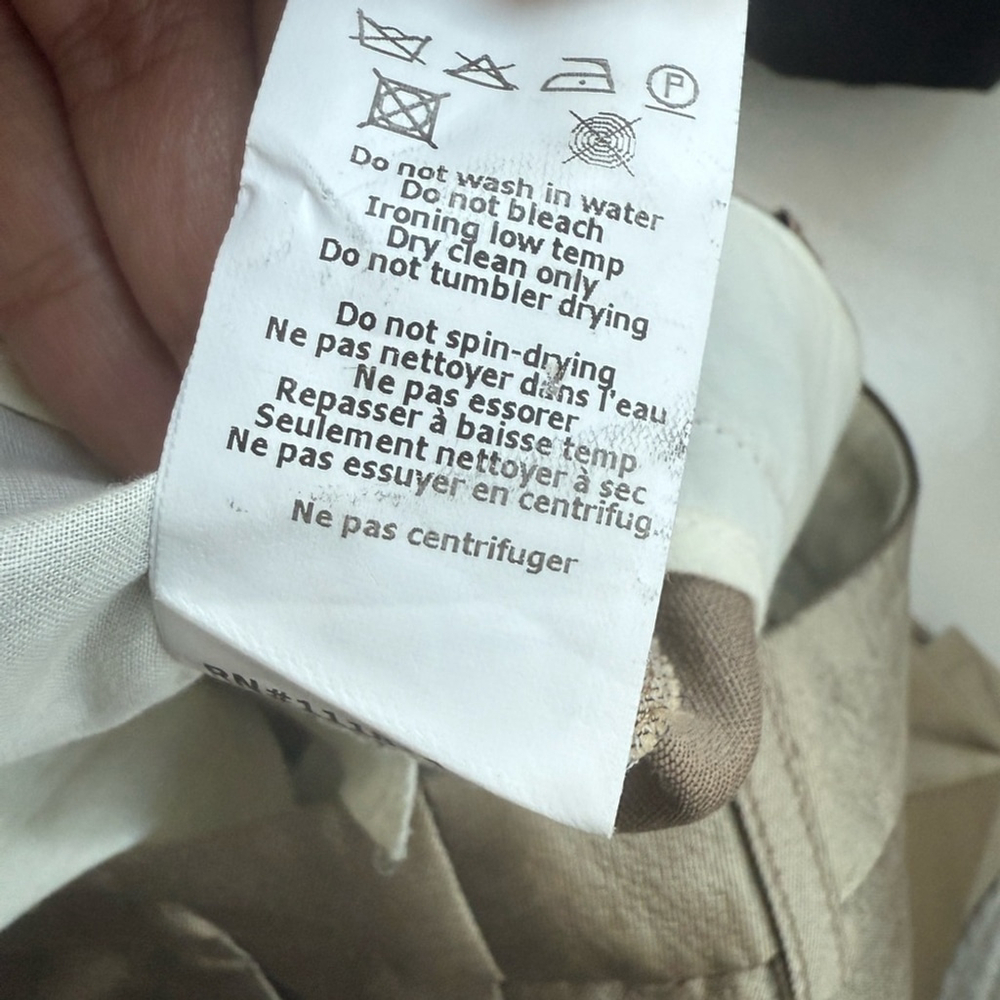 P
Do not wash in water
Do not bleach
Ironing low temp
Dry clean only
Do not tumbler drying
Do not spin-drying
Ne pas nettoyer dans l'eau
Ne pas essorer
Repasser à baisse temp
Seulement nettoyer à sec
Ne pas essuyer en centrifug.
Ne pas centrifuger